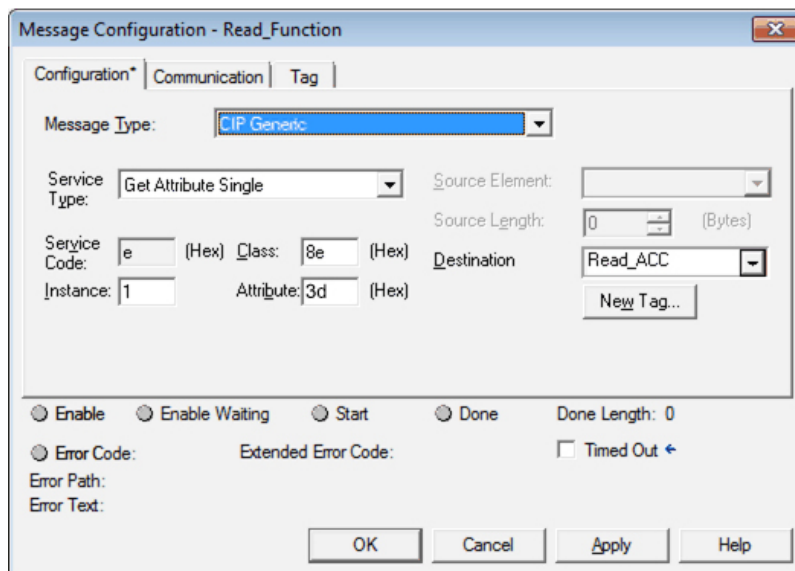 Message Configuration - Read_Function
Configuration* Communication Tag
Message Type: CIP Generic
Service Type: Get Attribute Single Source Element:
Source Length: 0 (Bytes)
Service Code: e (Hex) Class: 8e (Hex) Destination Read_ACC
Instance: 1 Attribute: 3d (Hex) New Tag...
Enable Enable Waiting Start Done Done Length: 0
Error Code: Extended Error Code: Timed Out ←
Error Path:
Error Text:
OK Cancel Apply Help